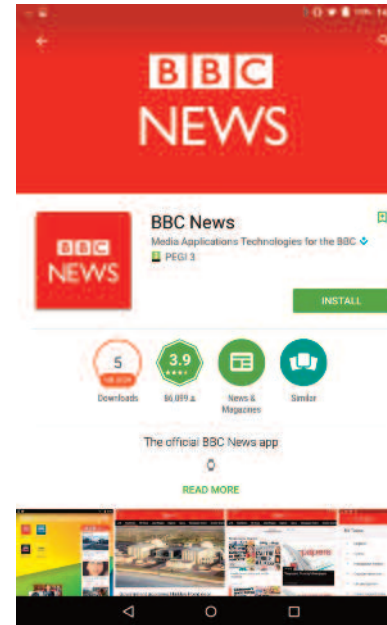 BBC
NEWS
BBC News
Media Applications Technologies for the BBC
PEGI 3
BBC
NEWS
INSTALL
5
3.9
Downloads
News &
Magazines
Similar
The official BBC News app
READ MORE